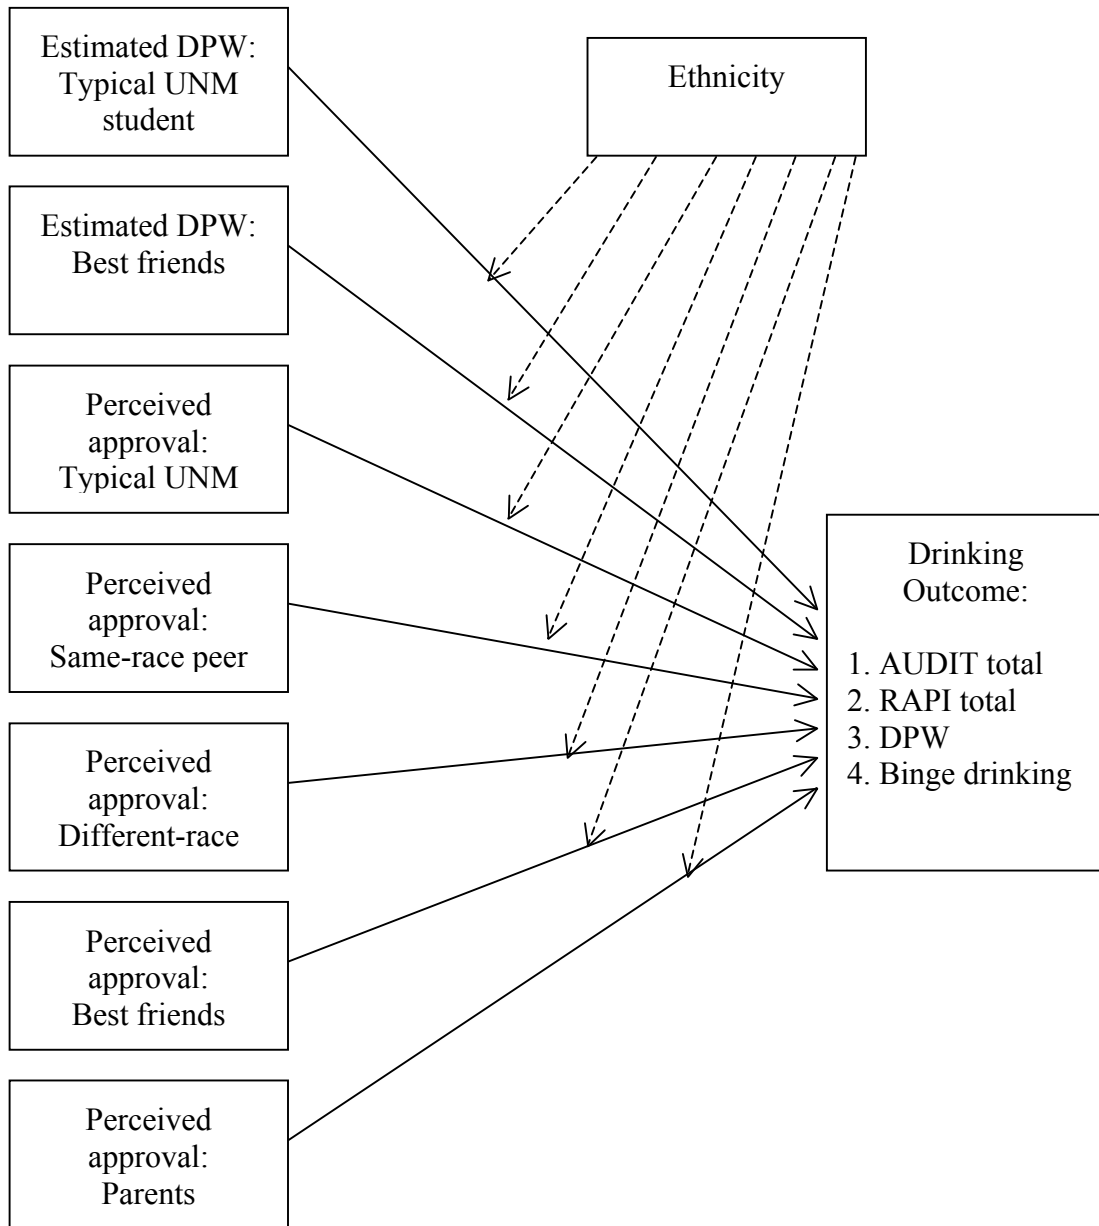 Estimated DPW:
Typical UNM
student
Ethnicity
Estimated DPW:
Best friends
Perceived
approval:
Typical UNM
Perceived
approval:
Same-race peer
Drinking
Outcome:
1. AUDIT total
2. RAPI total
3. DPW
4. Binge drinking
Perceived
approval:
Different-race
Perceived
approval:
Best friends
Perceived
approval:
Parents